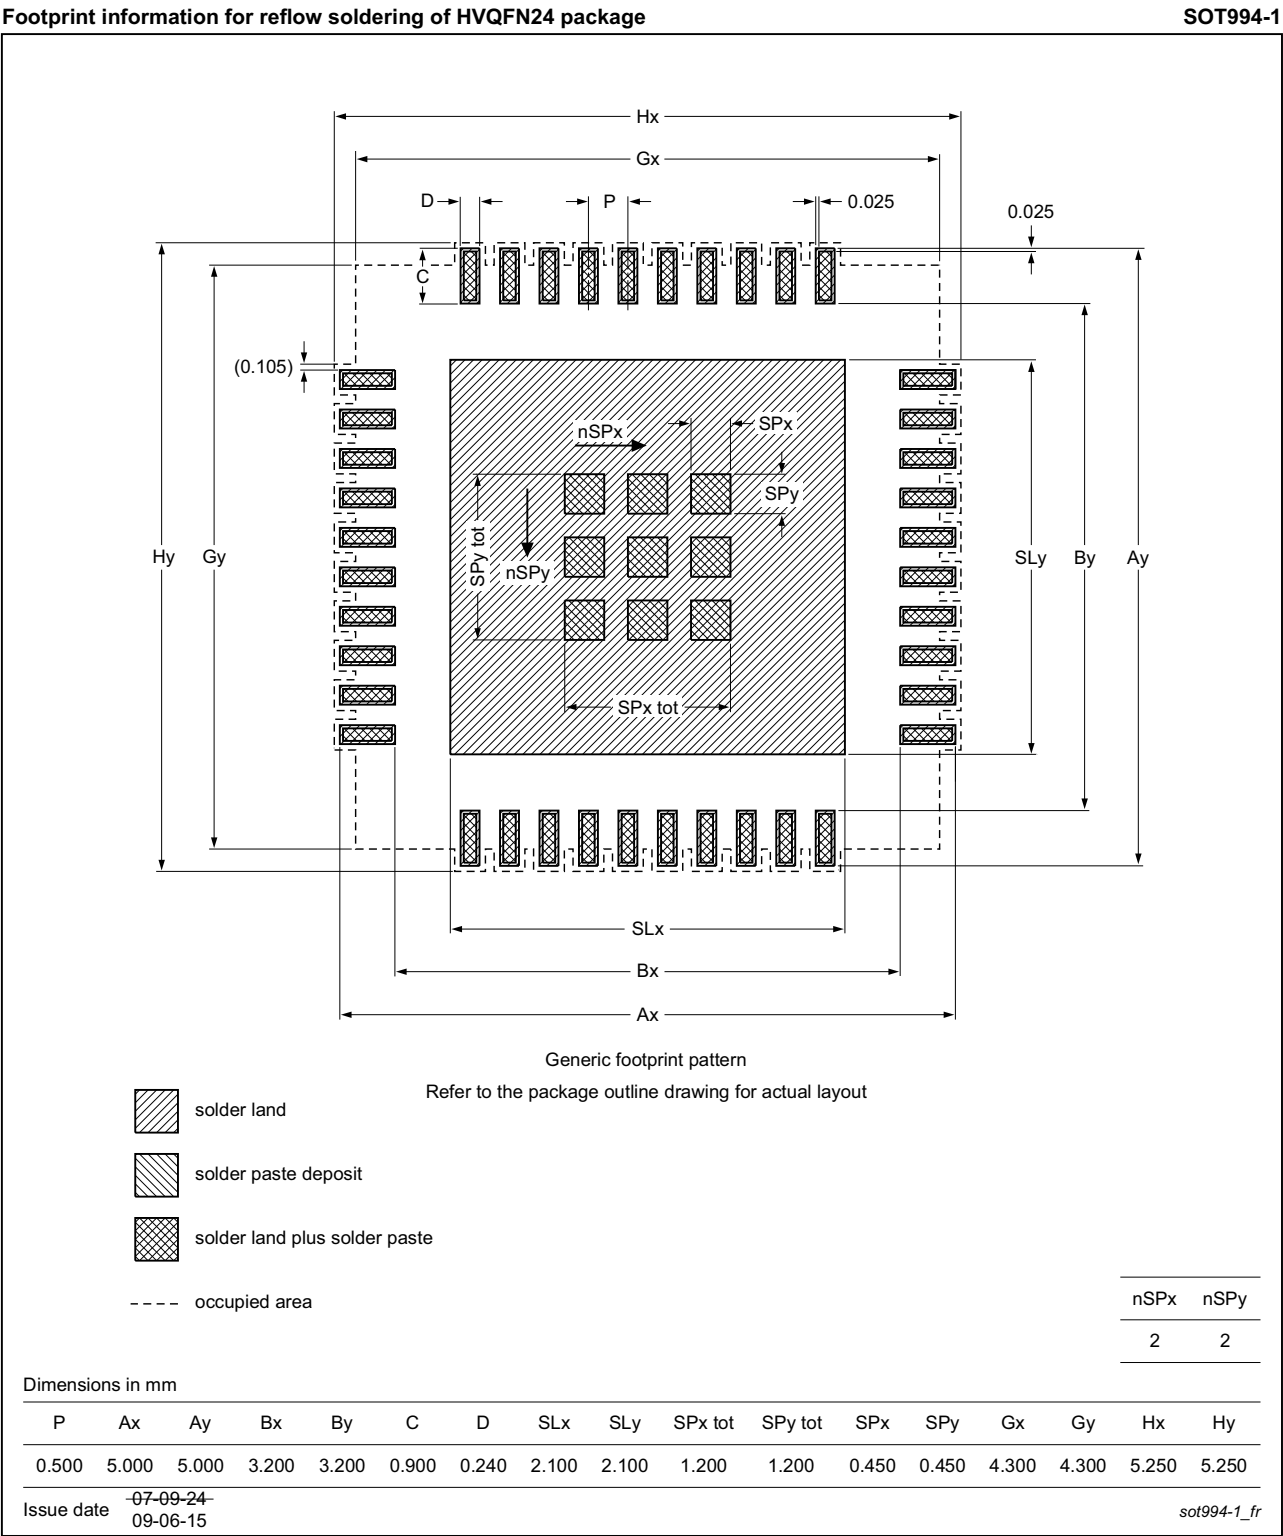 Footprint information for reflow soldering of HVQFN24 package SOT994-1
Hx
Gx
D P 0.025
0.025
C
(0.105)
nSPx SPx
SPy
SPy tot
nSPy
Hy Gy SLy By Ay
SPx tot
SLx
Bx
Ax
Generic footprint pattern
Refer to the package outline drawing for actual layout
solder land
solder paste deposit
solder land plus solder paste
occupied area
nSPx nSPy
2 2
Dimensions in mm
P Ax Ay Bx By C D SLx SLy SPx tot SPy tot SPx SPy Gx Gy Hx Hy
0.500 5.000 5.000 3.200 3.200 0.900 0.240 2.100 2.100 1.200 1.200 0.450 0.450 4.300 4.300 5.250 5.250
Issue date 07-09-24
09-06-15
sot994-1_fr